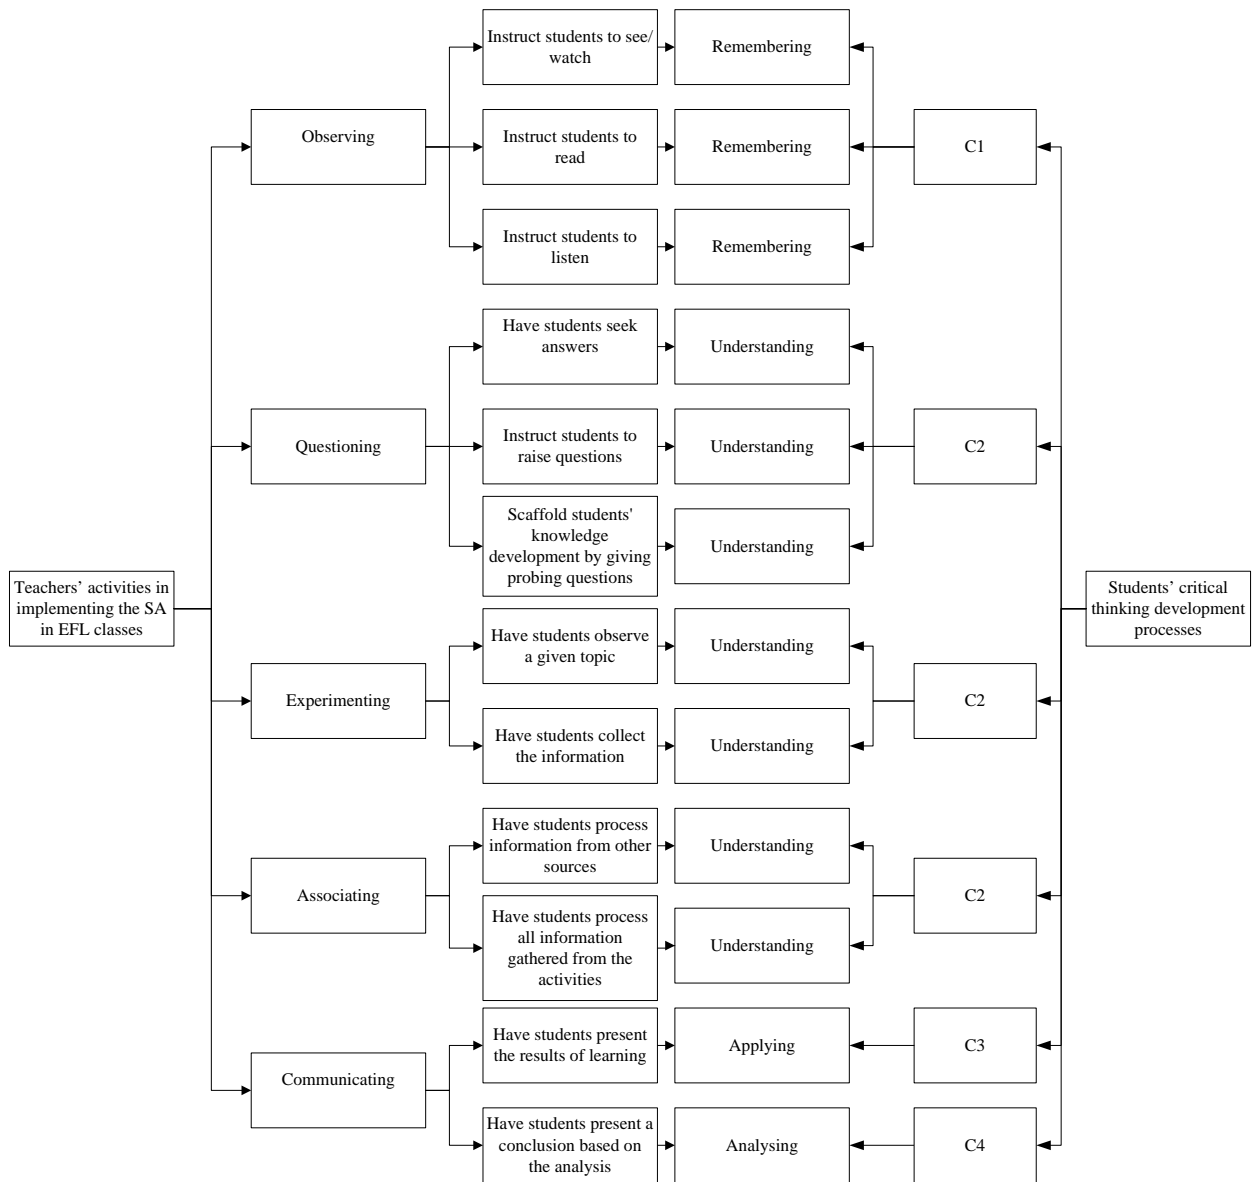 Instruct students to see/
watch
Remembering
Observing
Instruct students to
read
Remembering
C1
Instruct students to
listen
Remembering
Have students seek
answers
Understanding
Questioning
Instruct students to
raise questions
Understanding
C2
Scaffold students'
knowledge
development by giving
probing questions
Understanding
Teachers’ activities in
implementing the SA
in EFL classes
Students’ critical
thinking development
processes
Have students observe
a given topic
Understanding
Experimenting
C2
Have students collect
the information
Understanding
Have students process
information from other
sources
Understanding
Associating
C2
Have students process
all information
gathered from the
activities
Understanding
Have students present
the results of learning
Applying
C3
Communicating
Have students present a
conclusion based on
the analysis
Analysing
C4